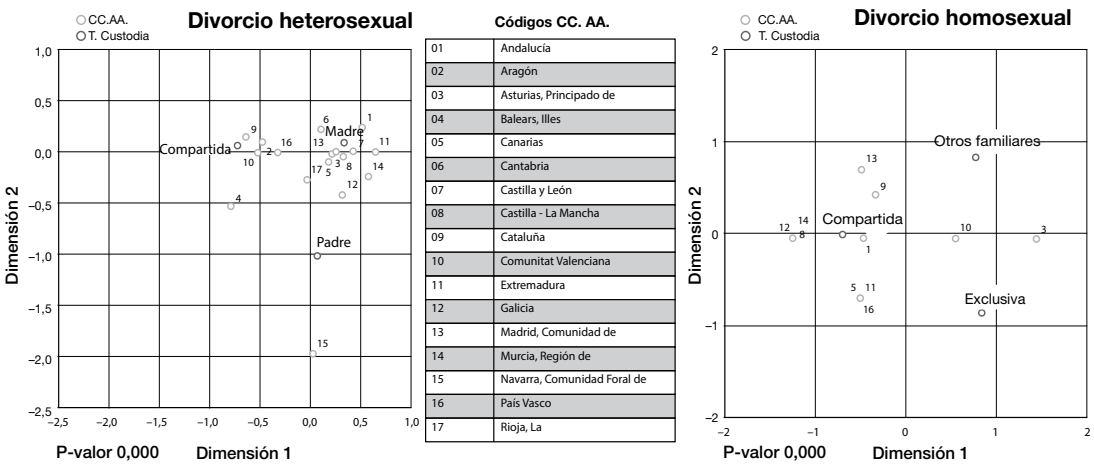 Divorcio heterosexual
CC.AA.
T. Custodia
1,0
0,5
0,0
−0,5
−1,0
−1,5
−2,0
−2,5
Dimensión 2
−2,5 −2,0 −1,5 −1,0 −0,5 0,0 0,5 1,0
9
6
1
Madre
Compartida
2
16
13
7
11
10
17
5
3
8
14
12
4
Padre
15
P-valor 0,000 Dimensión 1
Códigos CC. AA.
01 Andalucía
02 Aragón
03 Asturias, Principado de
04 Balears, Illes
05 Canarias
06 Cantabria
07 Castilla y León
08 Castilla - La Mancha
09 Cataluña
10 Comunitat Valenciana
11 Extremadura
12 Galicia
13 Madrid, Comunidad de
14 Murcia, Región de
15 Navarra, Comunidad Foral de
16 País Vasco
17 Rioja, La
Divorcio homosexual
CC.AA.
T. Custodia
2
1
0
−1
−2
Dimensión 2
−2 −1 0 1 2
Otros familiares
13
9
Compartida
14
12 8
1
10
3
5 11
16
Exclusiva
P-valor 0,000 Dimensión 1